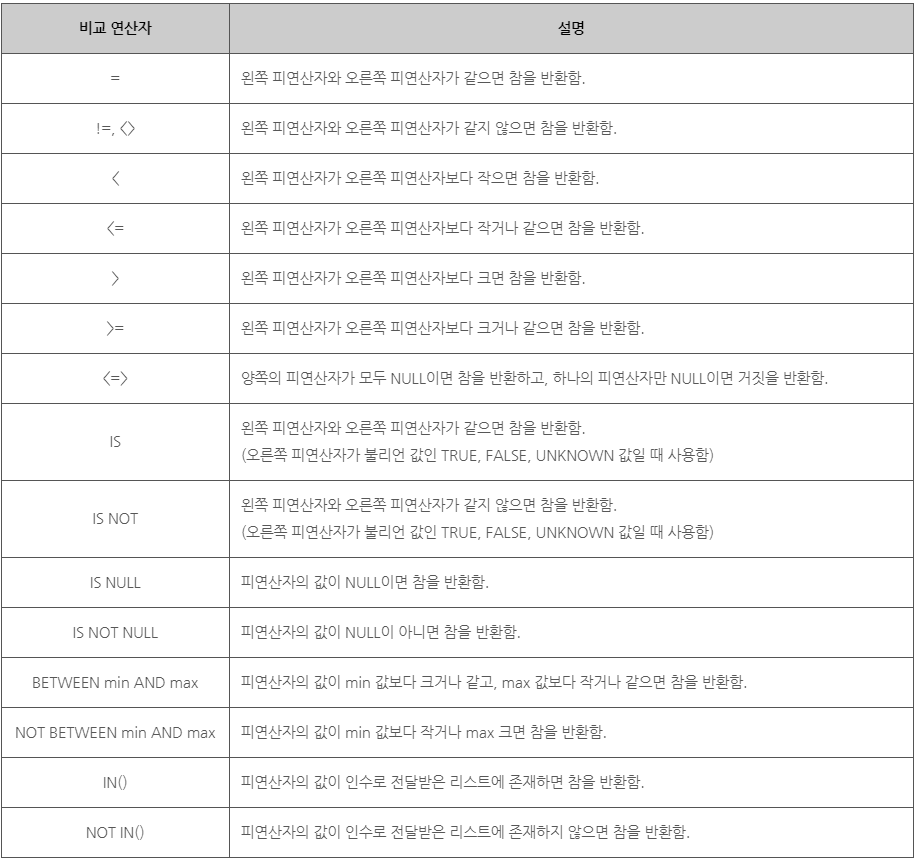 비교 연산자 설명
= 왼쪽 피연산자와 오른쪽 피연산자가 같으면 참을 반환함.
!=, <> 왼쪽 피연산자와 오른쪽 피연산자가 같지 않으면 참을 반환함.
< 왼쪽 피연산자가 오른쪽 피연산자보다 작으면 참을 반환함.
<= 왼쪽 피연산자가 오른쪽 피연산자보다 작거나 같으면 참을 반환함.
> 왼쪽 피연산자가 오른쪽 피연산자보다 크면 참을 반환함.
>= 왼쪽 피연산자가 오른쪽 피연산자보다 크거나 같으면 참을 반환함.
<=> 양쪽의 피연산자가 모두 NULL이면 참을 반환하고, 하나의 피연산자만 NULL이면 거짓을 반환함.
IS 왼쪽 피연산자와 오른쪽 피연산자가 같으면 참을 반환함.
(오른쪽 피연산자가 불리언 값인 TRUE, FALSE, UNKNOWN 값일 때 사용함)
IS NOT 왼쪽 피연산자와 오른쪽 피연산자가 같지 않으면 참을 반환함.
(오른쪽 피연산자가 불리언 값인 TRUE, FALSE, UNKNOWN 값일 때 사용함)
IS NULL 피연산자의 값이 NULL이면 참을 반환함.
IS NOT NULL 피연산자의 값이 NULL이 아니면 참을 반환함.
BETWEEN min AND max 피연산자의 값이 min 값보다 크거나 같고, max 값보다 작거나 같으면 참을 반환함.
NOT BETWEEN min AND max 피연산자의 값이 min 값보다 작거나 max 크면 참을 반환함.
IN() 피연산자의 값이 인수로 전달받은 리스트에 존재하면 참을 반환함.
NOT IN() 피연산자의 값이 인수로 전달받은 리스트에 존재하지 않으면 참을 반환함.